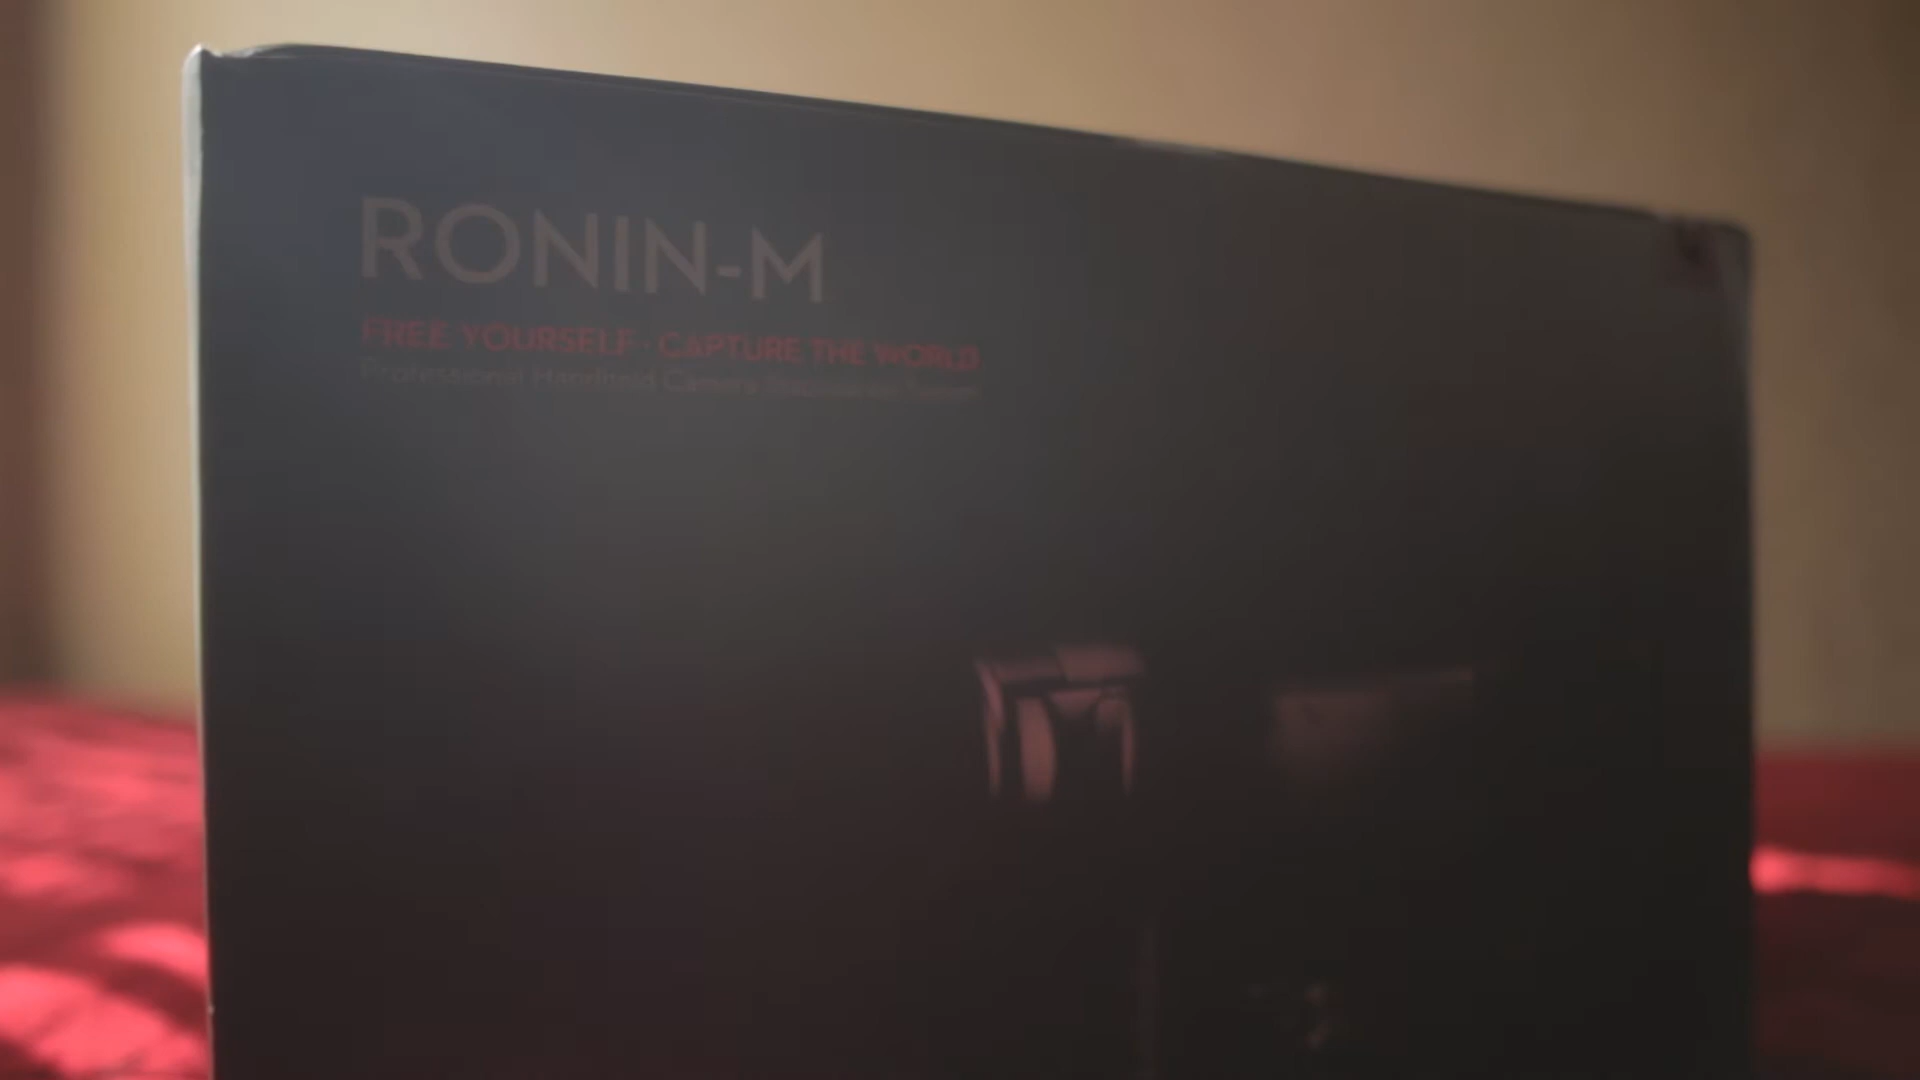 RONIN-M
FREE YOURSELF · CAPTURE THE WORLD
Professional Handheld Camera